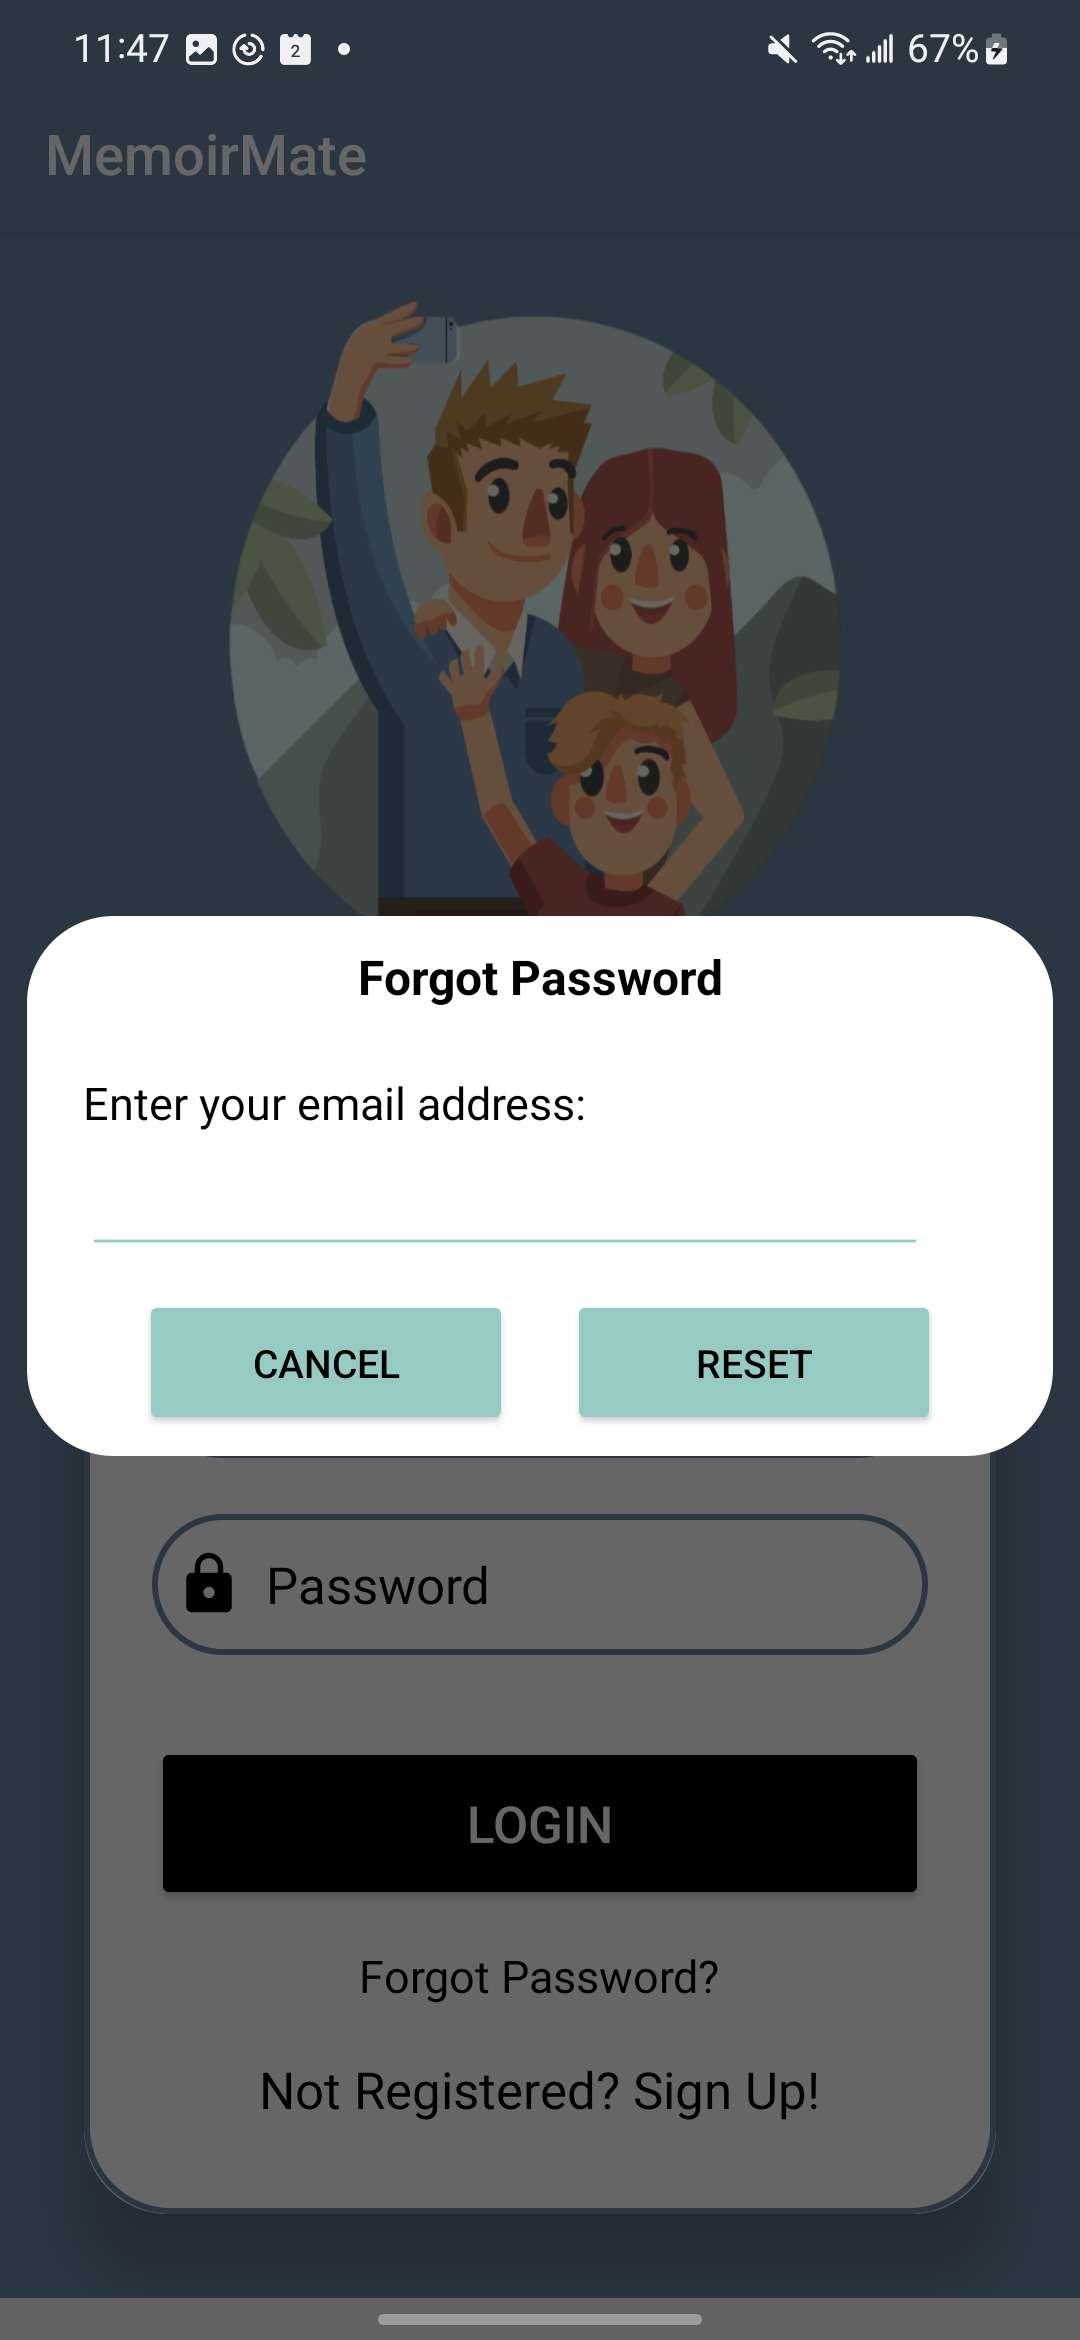 11:47 2 67%
MemoirMate
Forgot Password
Enter your email address:
CANCEL RESET
Password
LOGIN
Forgot Password?
Not Registered? Sign Up!